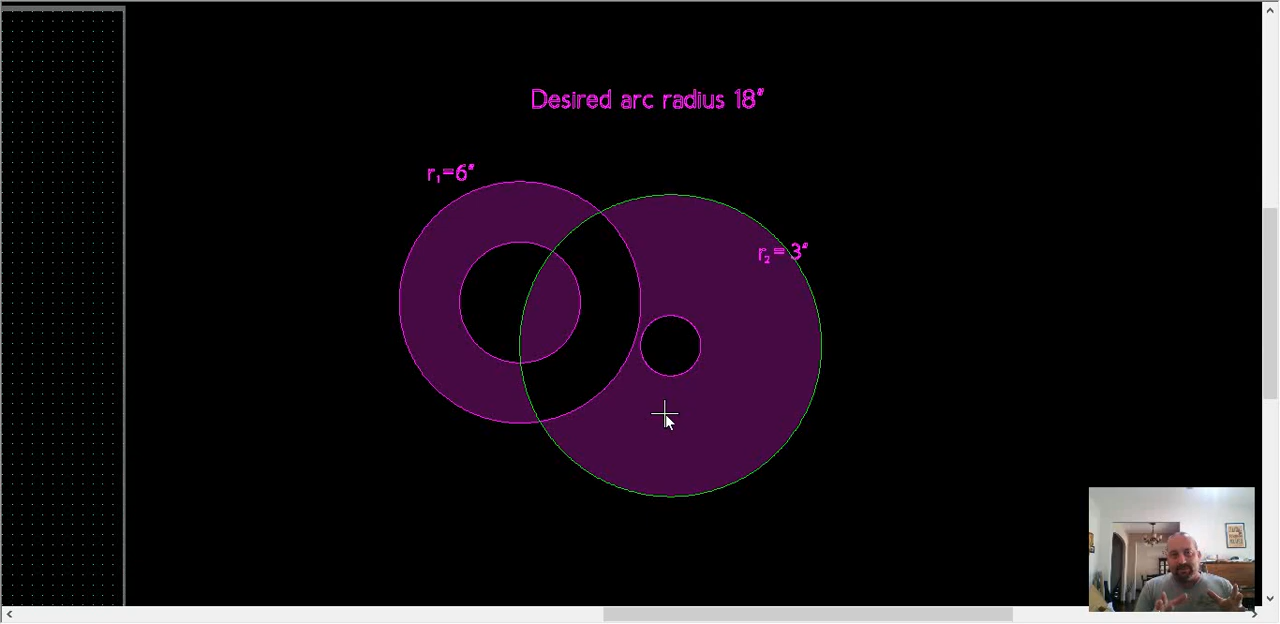 Desired arc radius 18"
r₁=6"
r₂= 3"